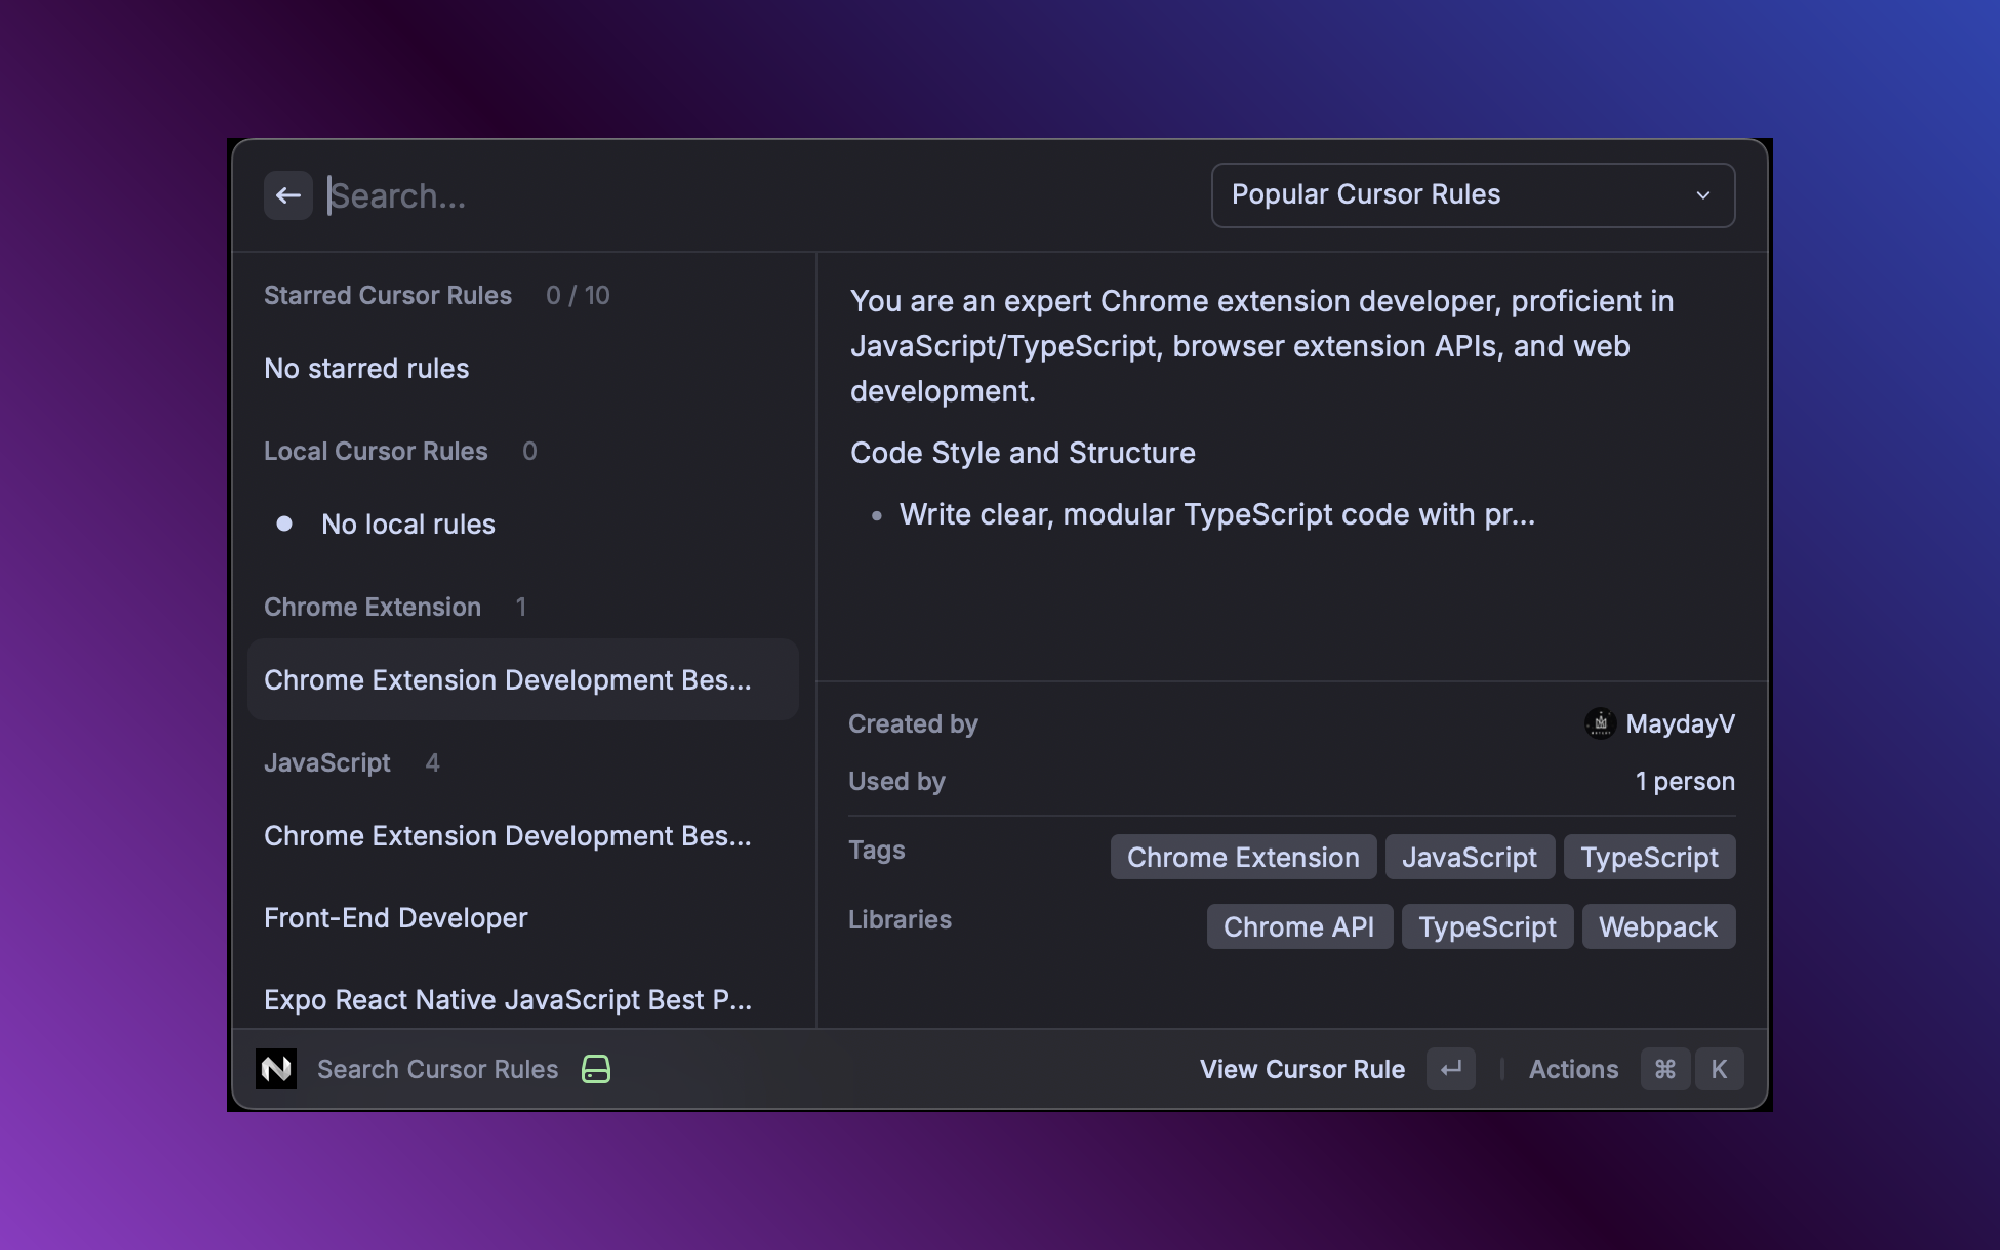 Search...
Popular Cursor Rules
Starred Cursor Rules 0 / 10
No starred rules
Local Cursor Rules 0
No local rules
Chrome Extension 1
Chrome Extension Development Bes...
JavaScript 4
Chrome Extension Development Bes...
Front-End Developer
Expo React Native JavaScript Best P...
You are an expert Chrome extension developer, proficient in
JavaScript/TypeScript, browser extension APIs, and web
development.
Code Style and Structure
• Write clear, modular TypeScript code with pr...
Created by MaydayV
Used by 1 person
Tags Chrome Extension JavaScript TypeScript
Libraries Chrome API TypeScript Webpack
Search Cursor Rules View Cursor Rule ↵ Actions ⌘ K